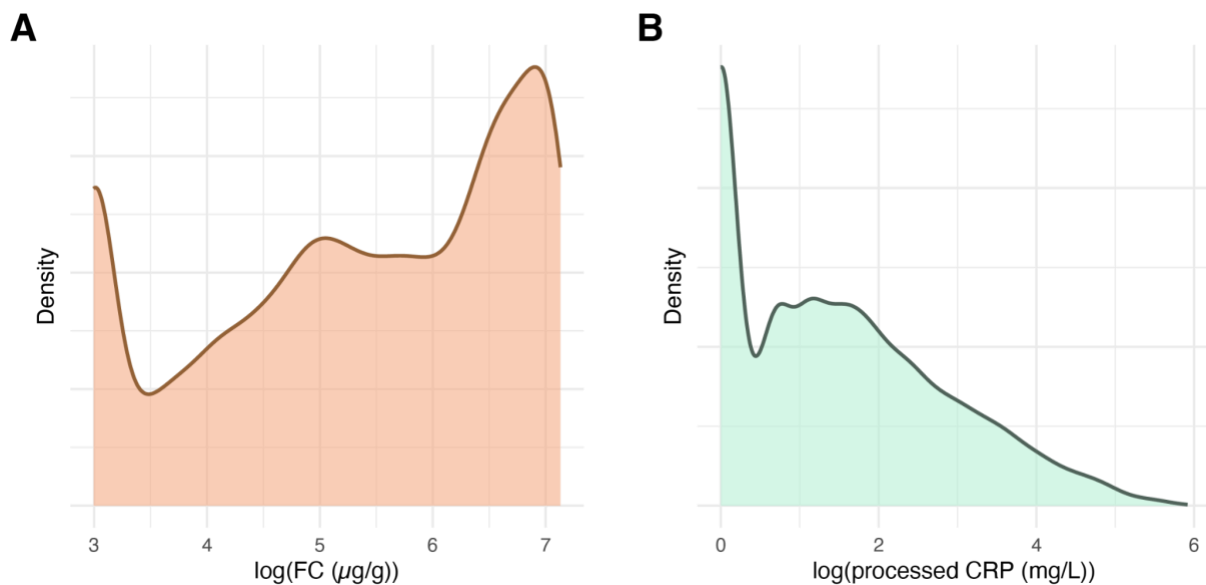 A
B
Density
Density
3 4 5 6 7
0 2 4 6
log(FC (µg/g))
log(processed CRP (mg/L))